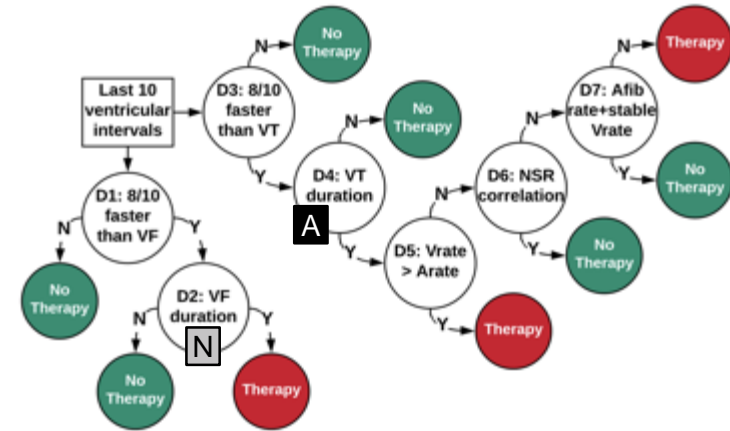 No
Therapy
N
Therapy
N
Last 10
ventricular
intervals
D3: 8/10
faster
than VT
No
Therapy
D7: Afib
rate+stable
Vrate
N
N
Y
D4: VT
duration
D6: NSR
correlation
Y
No
Therapy
D1: 8/10
faster
than VF
A
N
N
Y
Y
D5: Vrate
> Arate
Y
No
Therapy
No
Therapy
D2: VF
duration
N
Y
N
Y
Therapy
No
Therapy
Therapy